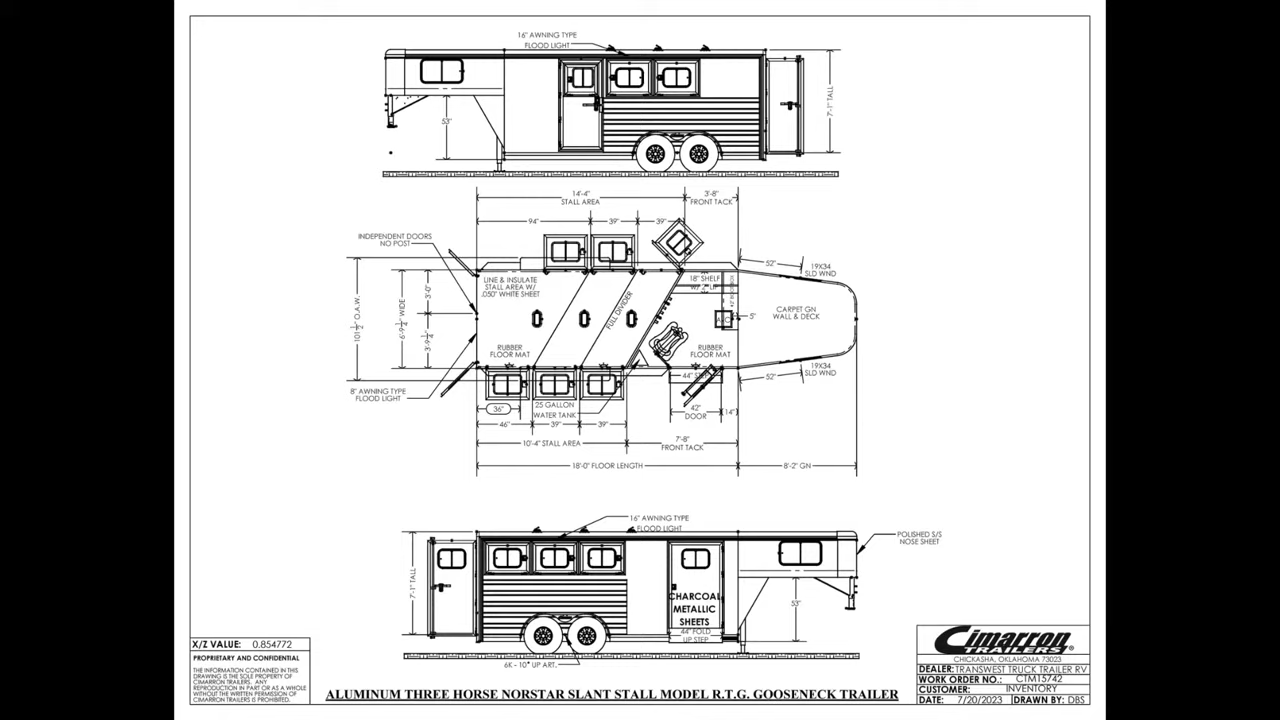 16" AWNING TYPE
FLOOD LIGHT
53"
7'-1" TALL
14'-4"
STALL AREA
3'-8"
FRONT TACK
94"
39"
39"
INDEPENDENT DOORS
NO POST
LINE & INSULATE
STALL AREA W/
.050" WHITE SHEET
FULL DIVIDER
18" SHELF
52"
19X34
SLD WND
CARPET GN
WALL & DECK
5"
101 1/2" O.A.W.
6'-9 1/4" WIDE
3'-0"
3'-9 1/4"
RUBBER
FLOOR MAT
RUBBER
FLOOR MAT
44" STEP
52"
19X34
SLD WND
8" AWNING TYPE
FLOOD LIGHT
36"
25 GALLON
WATER TANK
42"
DOOR
14"
46"
39"
39"
10'-4" STALL AREA
7'-8"
FRONT TACK
18'-0" FLOOR LENGTH
8'-2" GN
16" AWNING TYPE
FLOOD LIGHT
POLISHED S/S
NOSE SHEET
7'-1" TALL
CHARCOAL
METALLIC
SHEETS
44" FOLD
UP STEP
53"
6K - 10" UP ART.
X/Z VALUE: 0.854772
PROPRIETARY AND CONFIDENTIAL
THE INFORMATION CONTAINED IN THIS
DRAWING IS THE SOLE PROPERTY OF
CIMARRON TRAILERS. ANY
REPRODUCTION IN PART OR AS A WHOLE
WITHOUT THE WRITTEN PERMISSION OF
CIMARRON TRAILERS IS PROHIBITED.
ALUMINUM THREE HORSE NORSTAR SLANT STALL MODEL R.T.G. GOOSENECK TRAILER
Cimarron
TRAILERS®
CHICKASHA, OKLAHOMA 73023
DEALER: TRANSWEST TRUCK TRAILER RV
WORK ORDER NO.: CTM15742
CUSTOMER: INVENTORY
DATE: 7/20/2023 DRAWN BY: DBS